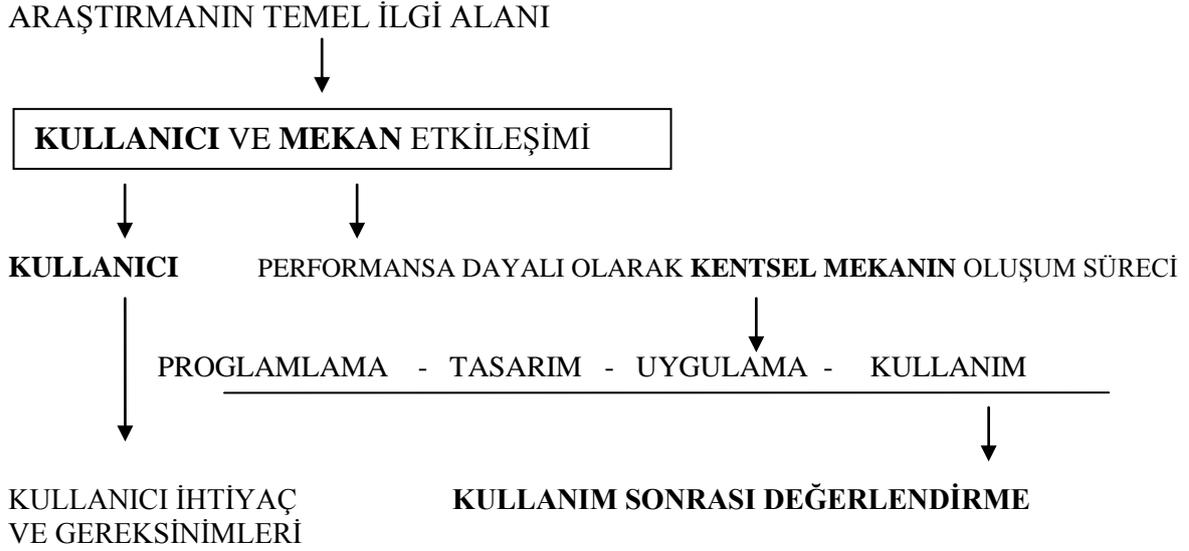 ARAŞTIRMANIN TEMEL İLGİ ALANI
KULLANICI VE MEKAN ETKİLEŞİMİ
KULLANICI PERFORMANSA DAYALI OLARAK KENTSEL MEKANIN OLUŞUM SÜRECİ
PROGLAMLAMA - TASARIM - UYGULAMA - KULLANIM
KULLANICI İHTİYAÇ KULLANIM SONRASI DEĞERLENDİRME
VE GEREKSİNİMLERİ